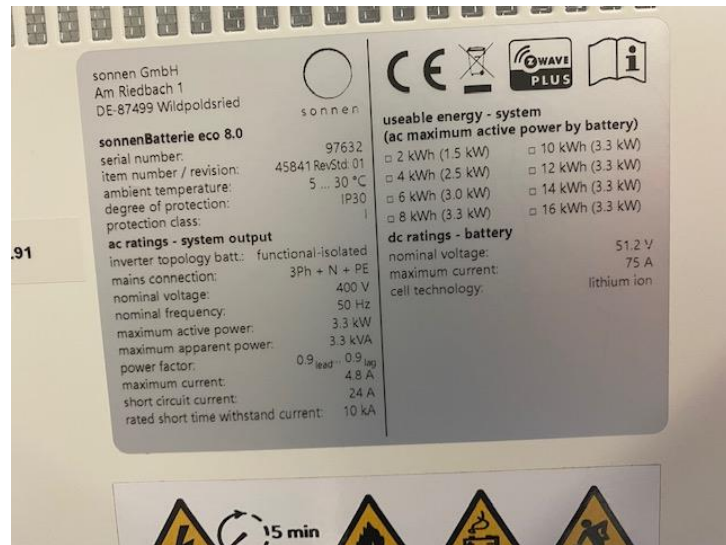 sonnen GmbH
Am Riedbach 1
DE-87499 Wildpoldsried
sonnen
sonnenBatterie eco 8.0
serial number: 97632
item number / revision: 45841 RevStd: 01
ambient temperature: 5 ... 30 °C
degree of protection: IP30
protection class: I
ac ratings - system output
inverter topology batt.: functional-isolated
mains connection: 3Ph + N + PE
nominal voltage: 400 V
nominal frequency: 50 Hz
maximum active power: 3.3 kW
maximum apparent power: 3.3 kVA
power factor: 0.9 lead... 0.9 lag
maximum current: 4.8 A
short circuit current: 24 A
rated short time withstand current: 10 kA
CE
Z WAVE
PLUS
i
useable energy - system
(ac maximum active power by battery)
□ 2 kWh (1.5 kW) □ 10 kWh (3.3 kW)
□ 4 kWh (2.5 kW) □ 12 kWh (3.3 kW)
□ 6 kWh (3.0 kW) □ 14 kWh (3.3 kW)
□ 8 kWh (3.3 kW) □ 16 kWh (3.3 kW)
dc ratings - battery
nominal voltage: 51.2 V
maximum current: 75 A
cell technology: lithium ion
.91
5 min